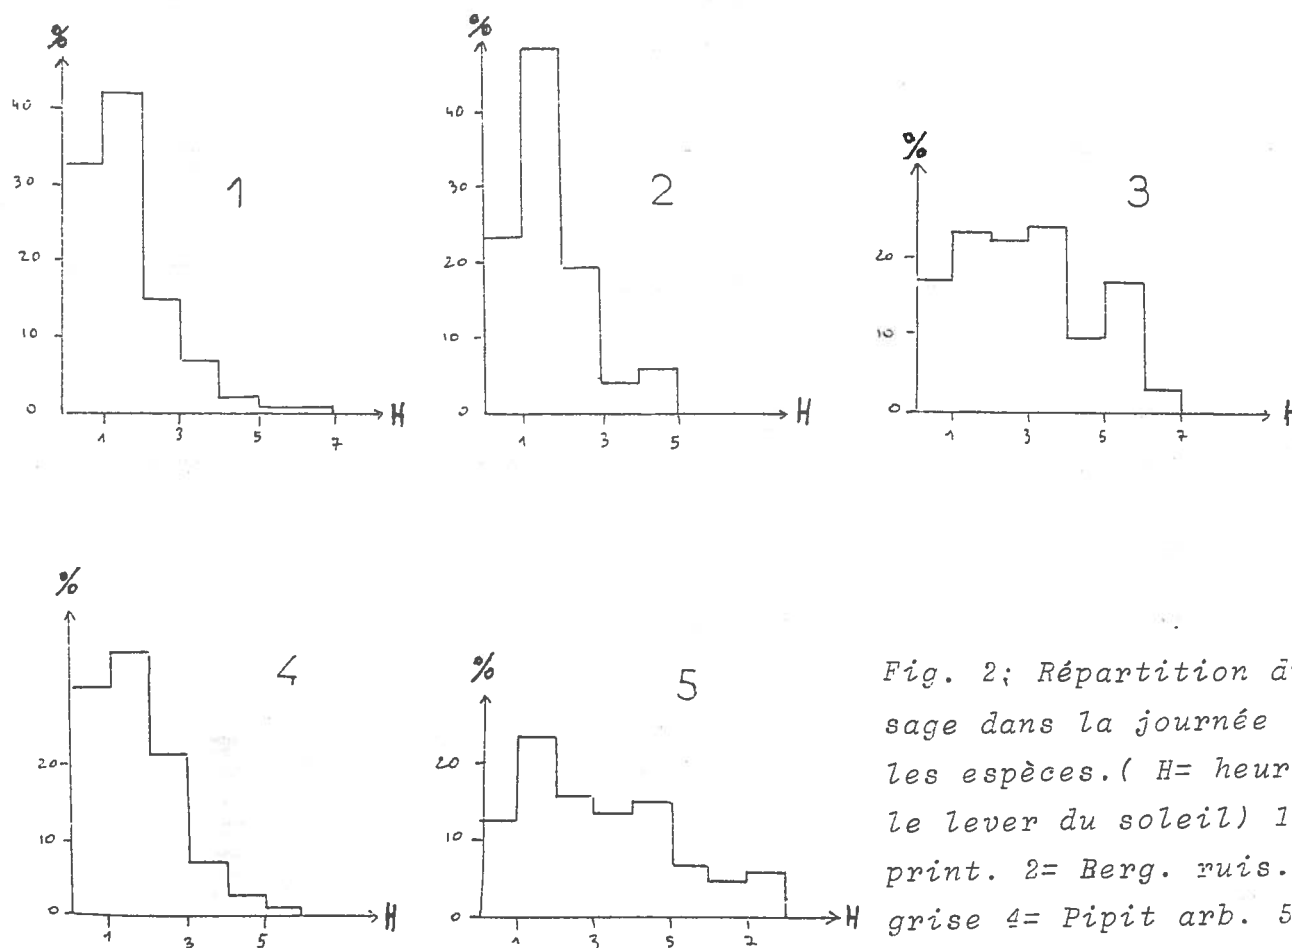 %
40
30
20
10
0
1 3 5 7
H
1
%
40
30
20
10
0
1 3 5
H
2
%
20
10
0
1 3 5 7
H
3
%
20
10
0
1 3 5
H
4
%
20
10
0
1 3 5 2
H
5
Fig. 2; Répartition d
sage dans la journée
les espèces.( H= heur
le lever du soleil) 1
print. 2= Berg. ruis.
grise 4= Pipit arb. 5